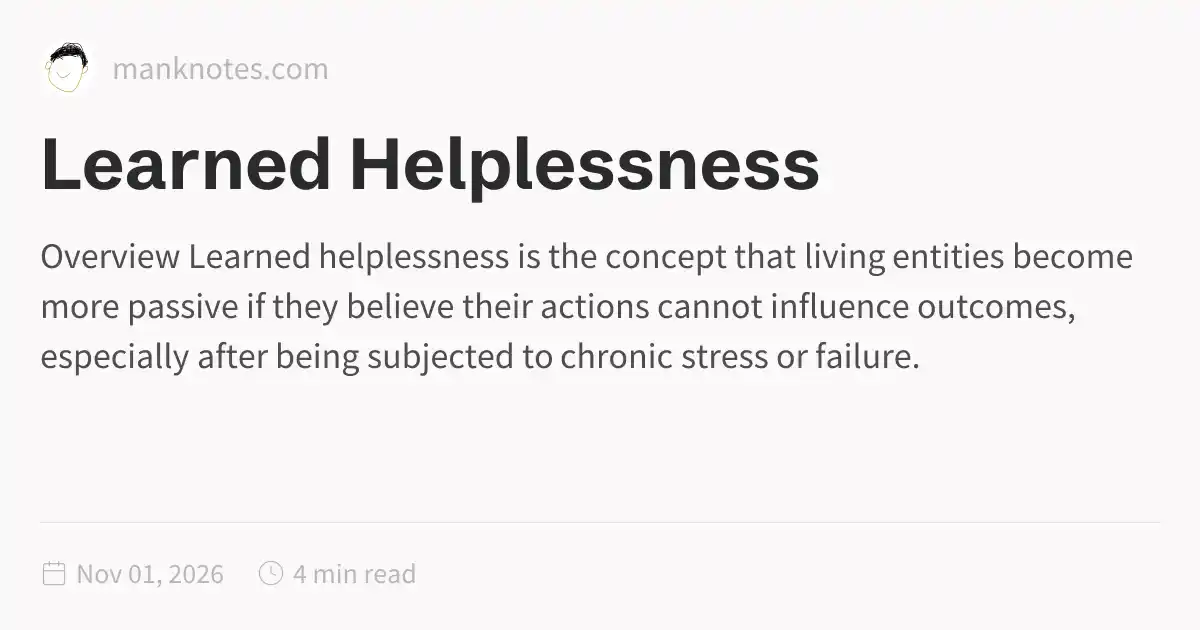 manknotes.com
Learned Helplessness
Overview Learned helplessness is the concept that living entities become
more passive if they believe their actions cannot influence outcomes,
especially after being subjected to chronic stress or failure.
Nov 01, 2026 4 min read